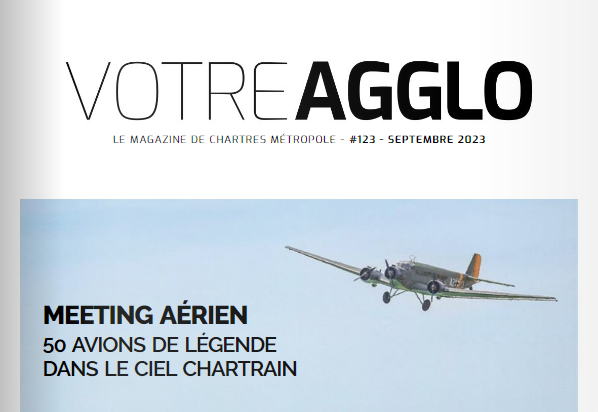 VOTREAGGLO
LE MAGAZINE DE CHARTRES MÉTROPOLE - #123 - SEPTEMBRE 2023
MEETING AÉRIEN
50 AVIONS DE LÉGENDE
DANS LE CIEL CHARTRAIN